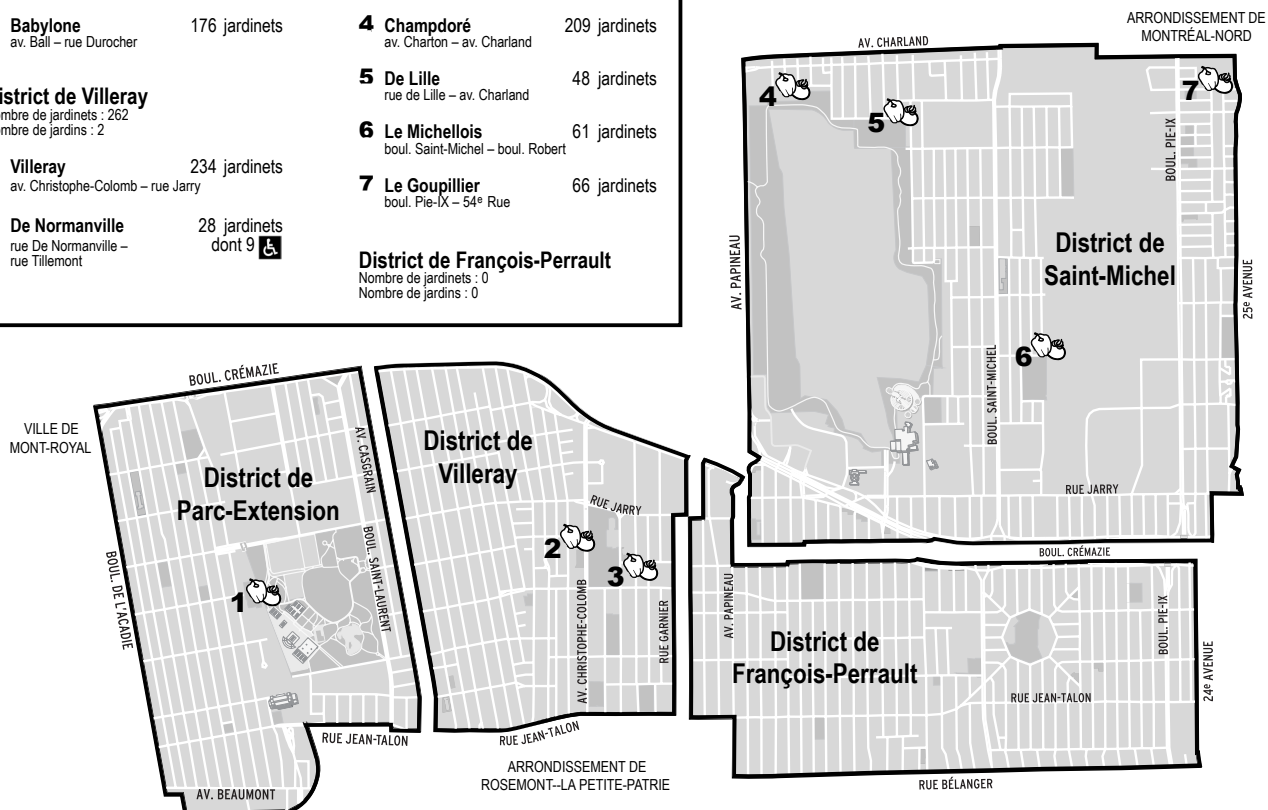 Babylone 176 jardinets
av. Ball – rue Durocher
istrict de Villeray
ombre de jardinets : 262
ombre de jardins : 2
Villeray 234 jardinets
av. Christophe-Colomb – rue Jarry
De Normanville 28 jardinets
rue De Normanville – dont 9
rue Tillemont
4 Champdoré 209 jardinets
av. Charton – av. Charland
5 De Lille 48 jardinets
rue de Lille – av. Charland
6 Le Michellois 61 jardinets
boul. Saint-Michel – boul. Robert
7 Le Goupillier 66 jardinets
boul. Pie-IX – 54e Rue
District de François-Perrault
Nombre de jardinets : 0
Nombre de jardins : 0
ARRONDISSEMENT DE
MONTRÉAL-NORD
AV. CHARLAND
4
5
7
BOUL. PIE-IX
AV. PAPINEAU
District de
Saint-Michel
25e AVENUE
6
BOUL. SAINT-MICHEL
RUE JARRY
BOUL. CRÉMAZIE
VILLE DE
MONT-ROYAL
BOUL. CRÉMAZIE
AV. CASGRAIN
District de
Parc-Extension
BOUL. DE L'ACADIE
BOUL. SAINT-LAURENT
1
RUE JEAN-TALON
AV. BEAUMONT
District de
Villeray
RUE JARRY
2
3
AV. CHRISTOPHE-COLOMB
RUE GARNIER
RUE JEAN-TALON
ARRONDISSEMENT DE
ROSEMONT--LA PETITE-PATRIE
AV. PAPINEAU
District de
François-Perrault
BOUL. PIE-IX
24e AVENUE
RUE JEAN-TALON
RUE BÉLANGER